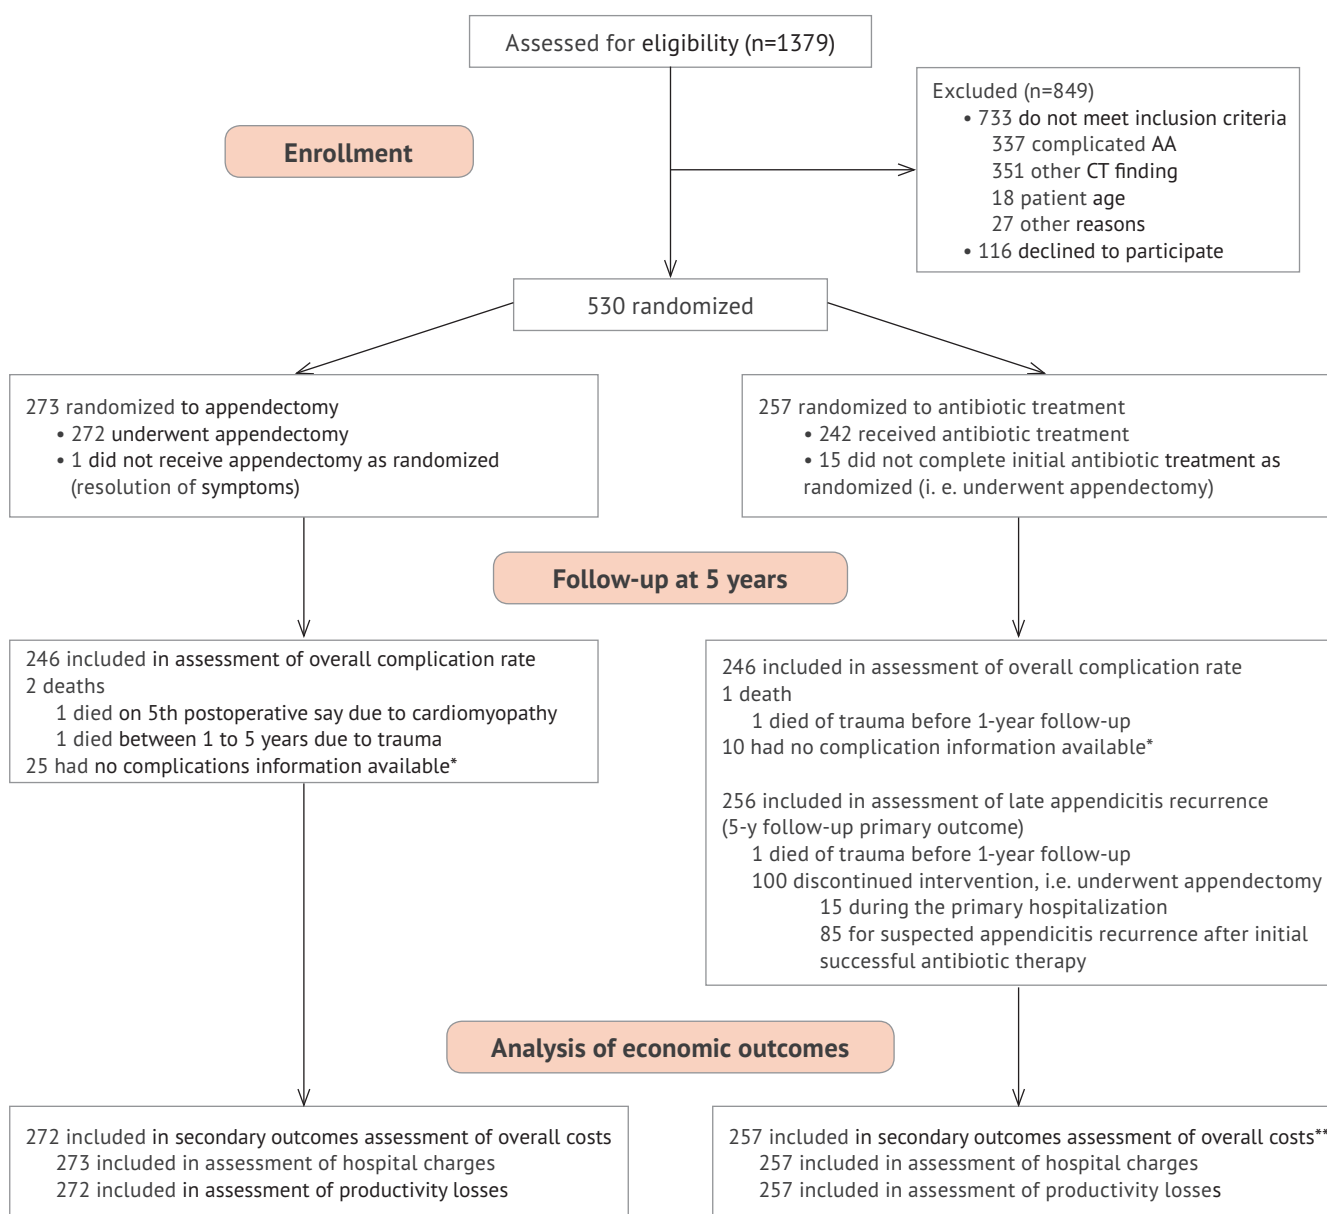 Assessed for eligibility (n=1379)
Excluded (n=849)
• 733 do not meet inclusion criteria
337 complicated AA
351 other CT finding
18 patient age
27 other reasons
• 116 declined to participate
Enrollment
530 randomized
273 randomized to appendectomy
• 272 underwent appendectomy
• 1 did not receive appendectomy as randomized
(resolution of symptoms)
257 randomized to antibiotic treatment
• 242 received antibiotic treatment
• 15 did not complete initial antibiotic treatment as
randomized (i. e. underwent appendectomy)
Follow-up at 5 years
246 included in assessment of overall complication rate
2 deaths
1 died on 5th postoperative say due to cardiomyopathy
1 died between 1 to 5 years due to trauma
25 had no complications information available*
246 included in assessment of overall complication rate
1 death
1 died of trauma before 1-year follow-up
10 had no complication information available*
256 included in assessment of late appendicitis recurrence
(5-y follow-up primary outcome)
1 died of trauma before 1-year follow-up
100 discontinued intervention, i.e. underwent appendectomy
15 during the primary hospitalization
85 for suspected appendicitis recurrence after initial
successful antibiotic therapy
Analysis of economic outcomes
272 included in secondary outcomes assessment of overall costs
273 included in assessment of hospital charges
272 included in assessment of productivity losses
257 included in secondary outcomes assessment of overall costs**
257 included in assessment of hospital charges
257 included in assessment of productivity losses